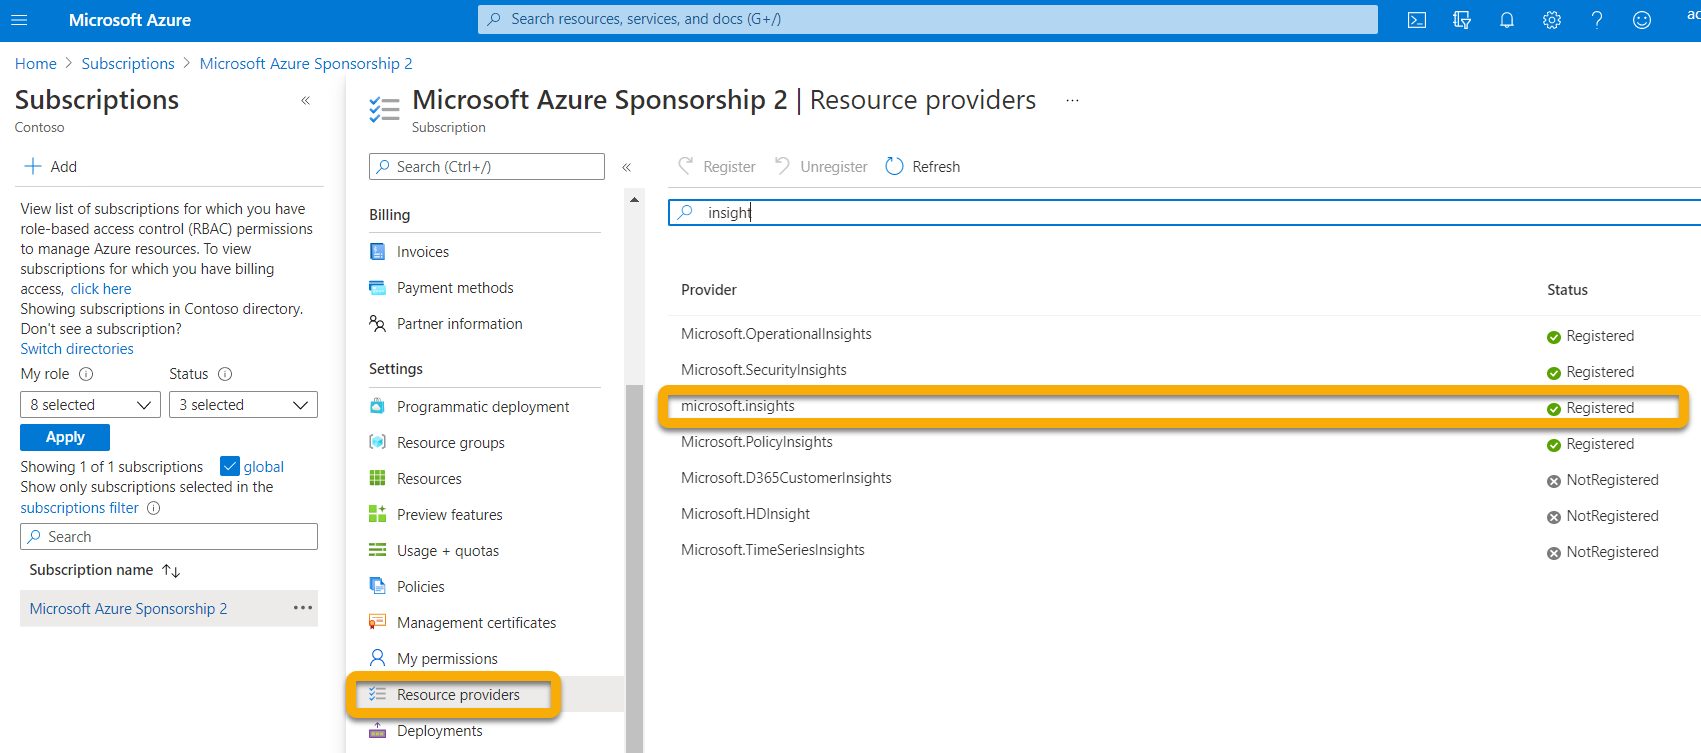 Microsoft Azure
Search resources, services, and docs (G+/)
Home > Subscriptions > Microsoft Azure Sponsorship 2
Subscriptions
Contoso
Add
View list of subscriptions for which you have
role-based access control (RBAC) permissions
to manage Azure resources. To view
subscriptions for which you have billing
access, click here
Showing subscriptions in Contoso directory.
Don't see a subscription?
Switch directories
My role
Status
8 selected
3 selected
Apply
Showing 1 of 1 subscriptions
global
Show only subscriptions selected in the
subscriptions filter
Search
Subscription name
Microsoft Azure Sponsorship 2
Microsoft Azure Sponsorship 2 | Resource providers
Subscription
Search (Ctrl+/)
Billing
Invoices
Payment methods
Partner information
Settings
Programmatic deployment
Resource groups
Resources
Preview features
Usage + quotas
Policies
Management certificates
My permissions
Resource providers
Deployments
Register
Unregister
Refresh
insight
Provider Status
Microsoft.OperationalInsights Registered
Microsoft.SecurityInsights Registered
microsoft.insights Registered
Microsoft.PolicyInsights Registered
Microsoft.D365CustomerInsights NotRegistered
Microsoft.HDInsight NotRegistered
Microsoft.TimeSeriesInsights NotRegistered